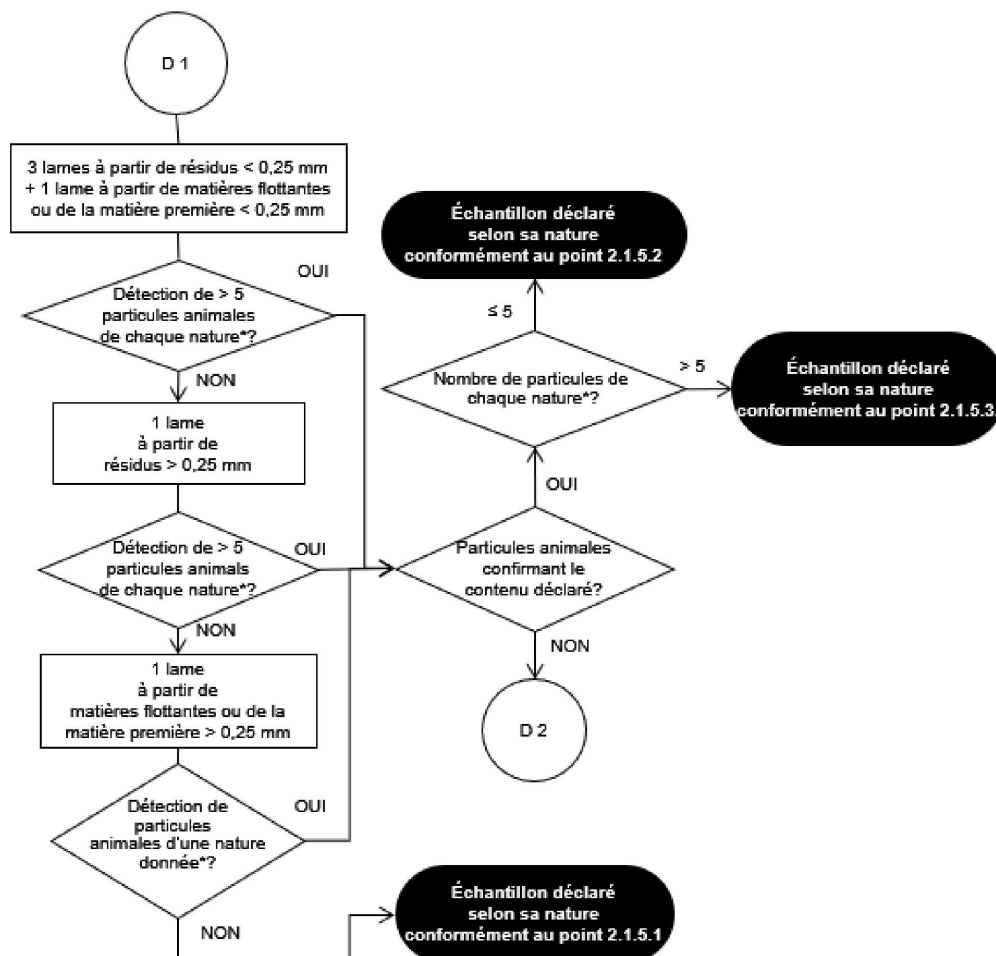 D 1
3 lames à partir de résidus < 0,25 mm
+ 1 lame à partir de matières flottantes
ou de la matière première < 0,25 mm
OUI
Détection de > 5
particules animales
de chaque nature*?
NON
1 lame
à partir de
résidus > 0,25 mm
Détection de > 5
particules animals
de chaque nature*?
OUI
NON
1 lame
à partir de
matières flottantes ou de la
matière première > 0,25 mm
Détection de
particules
animales d'une nature
donnée*?
OUI
NON
Échantillon déclaré
selon sa nature
conformément au point 2.1.5.2
≤ 5
Nombre de particules de
chaque nature*?
> 5
Échantillon déclaré
selon sa nature
conformément au point 2.1.5.3.
OUI
Particules animales
confirmant le
contenu déclaré?
NON
D 2
Échantillon déclaré
selon sa nature
conformément au point 2.1.5.1